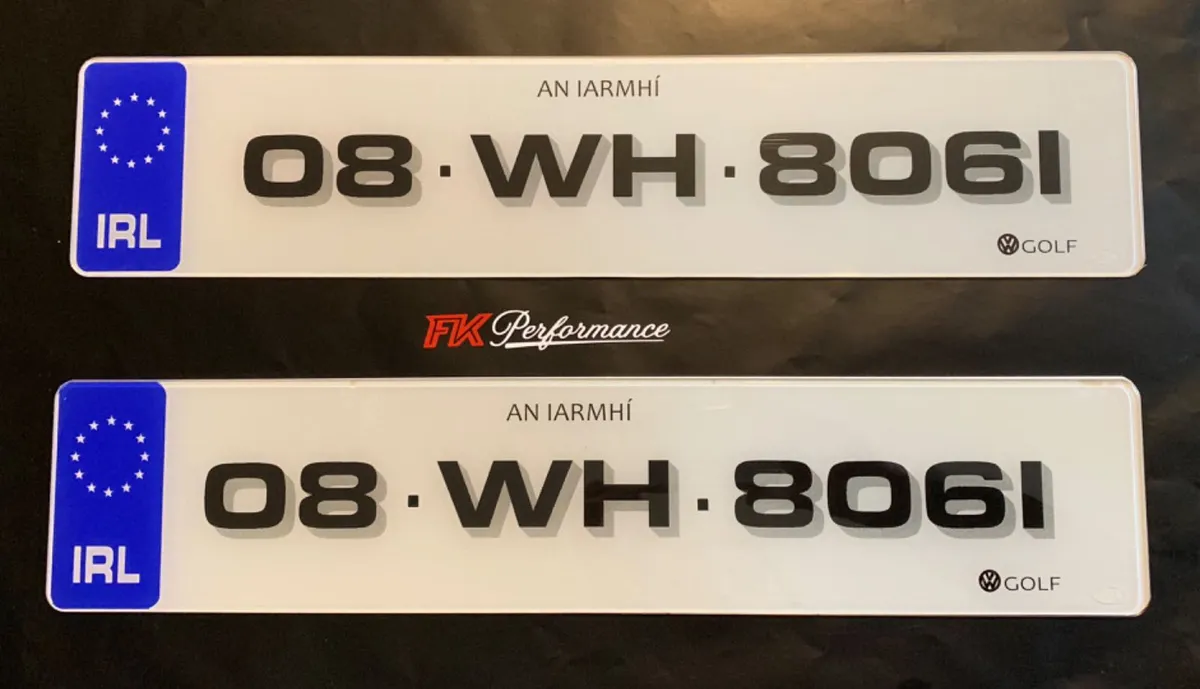 AN IARMHÍ
08·WH·8061
IRL
GOLF
FK Performance
AN IARMHÍ
08·WH·8061
IRL
GOLF